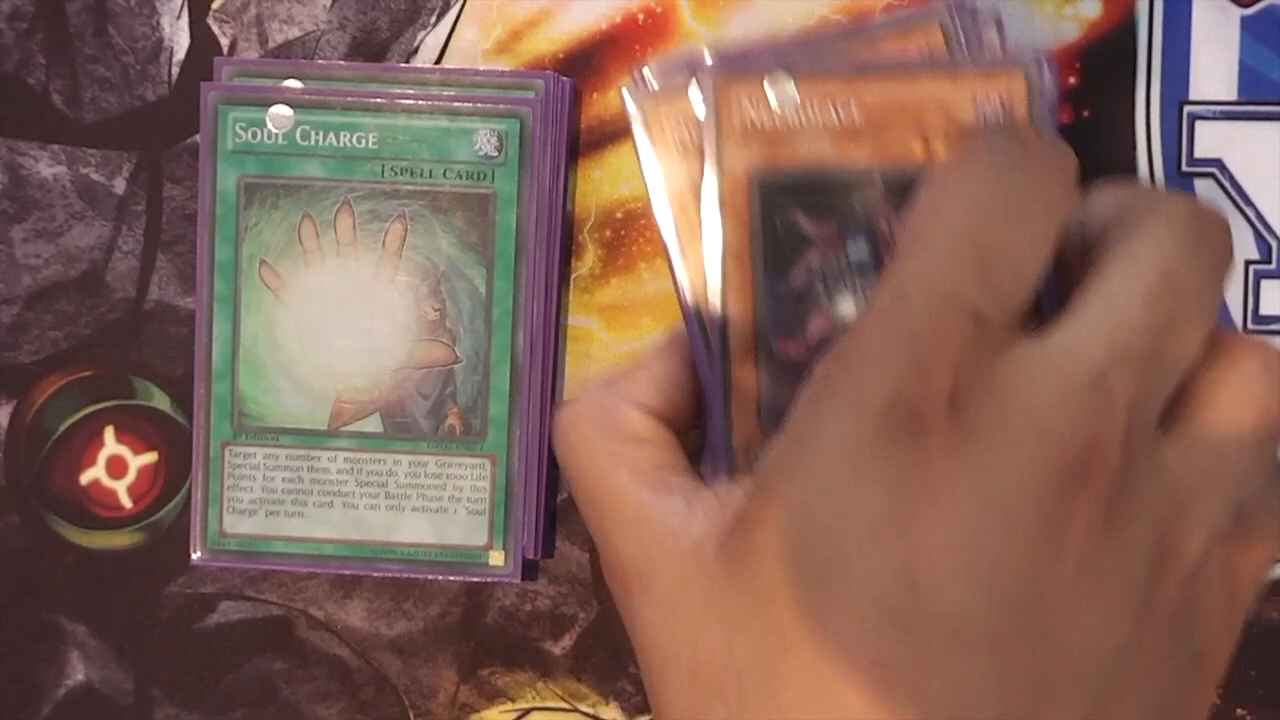 SOUL CHARGE
[SPELL CARD]
1st Edition
Target any number of monsters in your Graveyard,
Special Summon them, and if you do, you lose 1000 Life
Points for each monster Special Summoned by this
effect. You cannot conduct your Battle Phase the turn
you activate this card. You can only activate 1 "Soul
Charge" per turn.